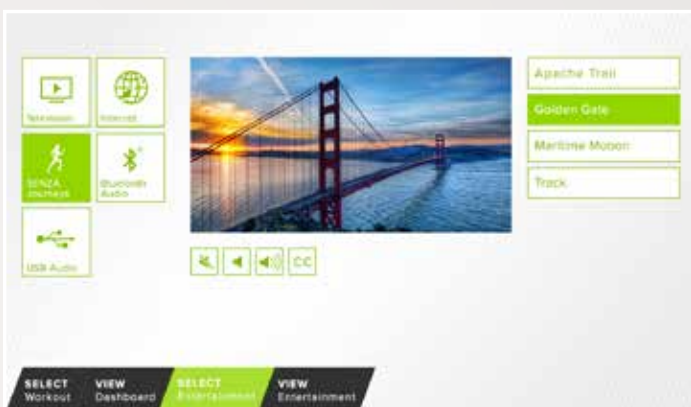 Television
Internet
SENZA
Journeys
Bluetooth
Audio
USB Audio
CC
Apache Trail
Golden Gate
Maritime Motion
Track
SELECT
Workout
VIEW
Dashboard
SELECT
Entertainment
VIEW
Entertainment